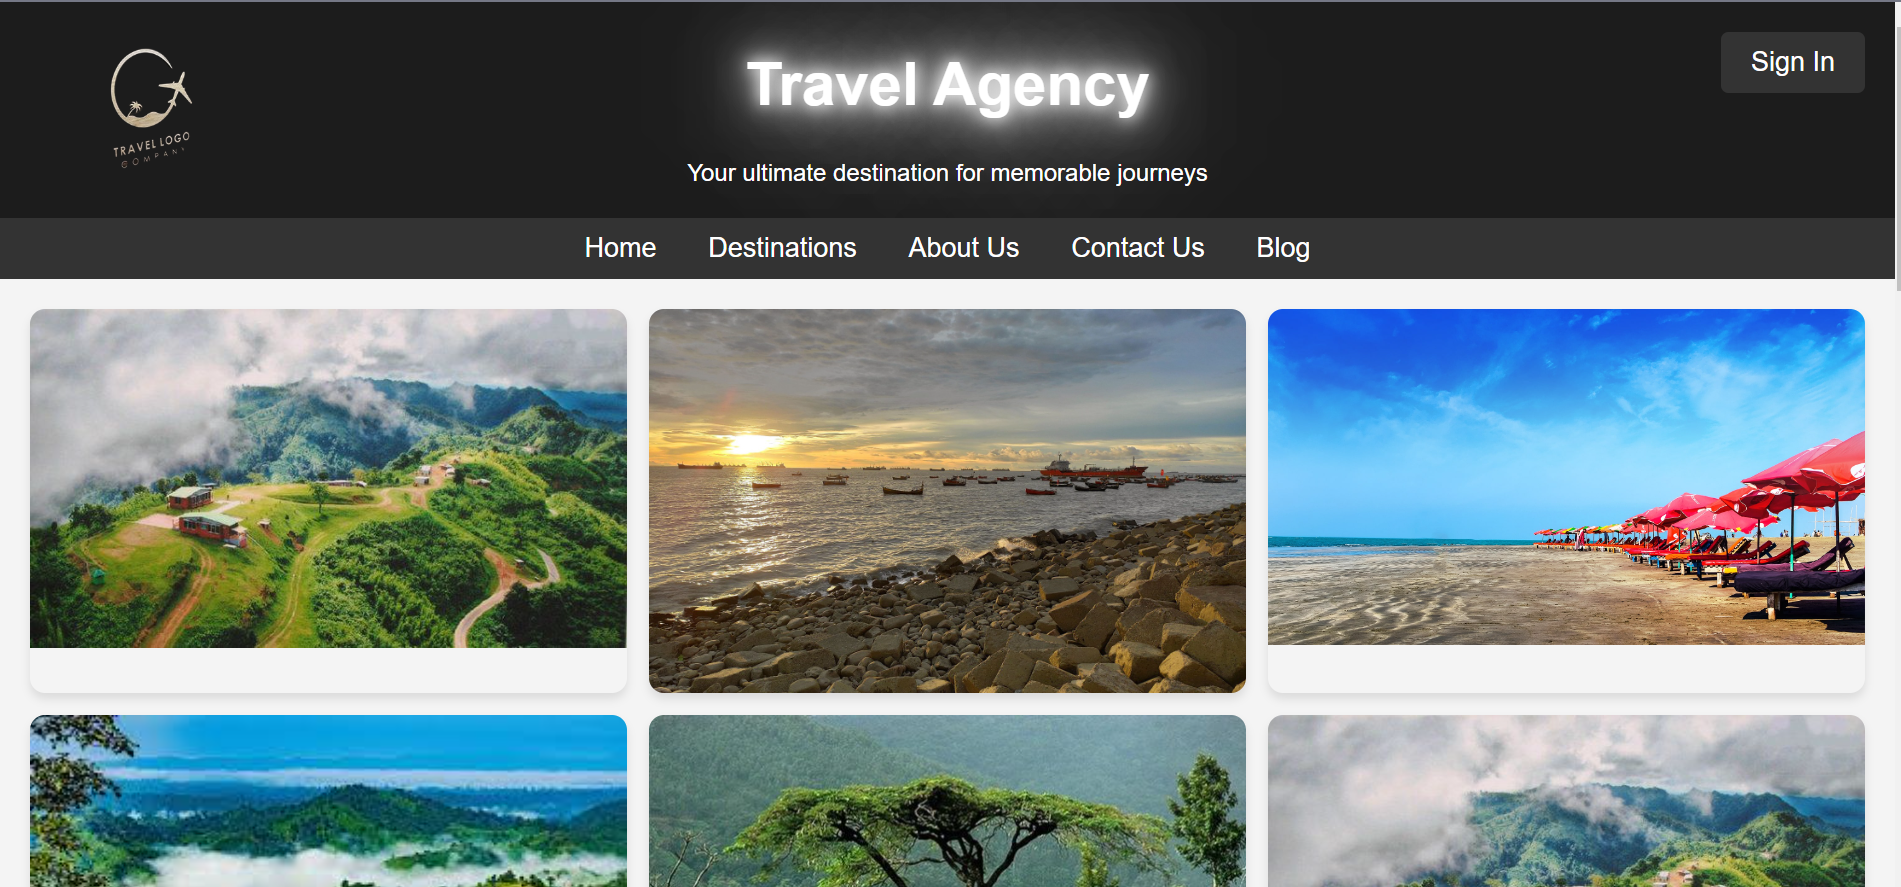 TRAVEL LOGO
COMPANY
Travel Agency
Sign In
Your ultimate destination for memorable journeys
Home Destinations About Us Contact Us Blog